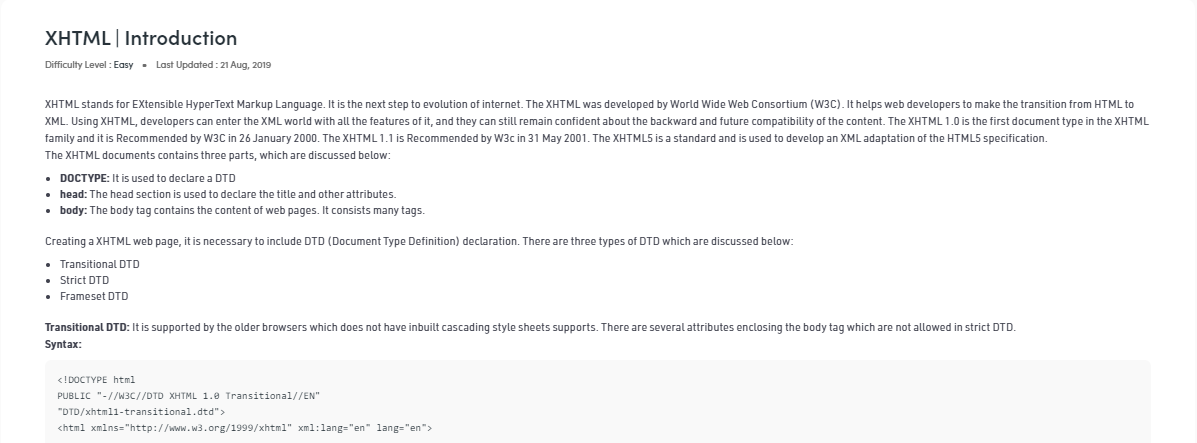 XHTML | Introduction
Difficulty Level : Easy • Last Updated : 21 Aug, 2019
XHTML stands for EXtensible HyperText Markup Language. It is the next step to evolution of internet. The XHTML was developed by World Wide Web Consortium (W3C). It helps web developers to make the transition from HTML to
XML. Using XHTML, developers can enter the XML world with all the features of it, and they can still remain confident about the backward and future compatibility of the content. The XHTML 1.0 is the first document type in the XHTML
family and it is Recommended by W3C in 26 January 2000. The XHTML 1.1 is Recommended by W3c in 31 May 2001. The XHTML5 is a standard and is used to develop an XML adaptation of the HTML5 specification.
The XHTML documents contains three parts, which are discussed below:
• DOCTYPE: It is used to declare a DTD
• head: The head section is used to declare the title and other attributes.
• body: The body tag contains the content of web pages. It consists many tags.
Creating a XHTML web page, it is necessary to include DTD (Document Type Definition) declaration. There are three types of DTD which are discussed below:
• Transitional DTD
• Strict DTD
• Frameset DTD
Transitional DTD: It is supported by the older browsers which does not have inbuilt cascading style sheets supports. There are several attributes enclosing the body tag which are not allowed in strict DTD.
Syntax:
<!DOCTYPE html
PUBLIC "-//W3C//DTD XHTML 1.0 Transitional//EN"
"DTD/xhtml1-transitional.dtd">
<html xmlns="http://www.w3.org/1999/xhtml" xml:lang="en" lang="en">